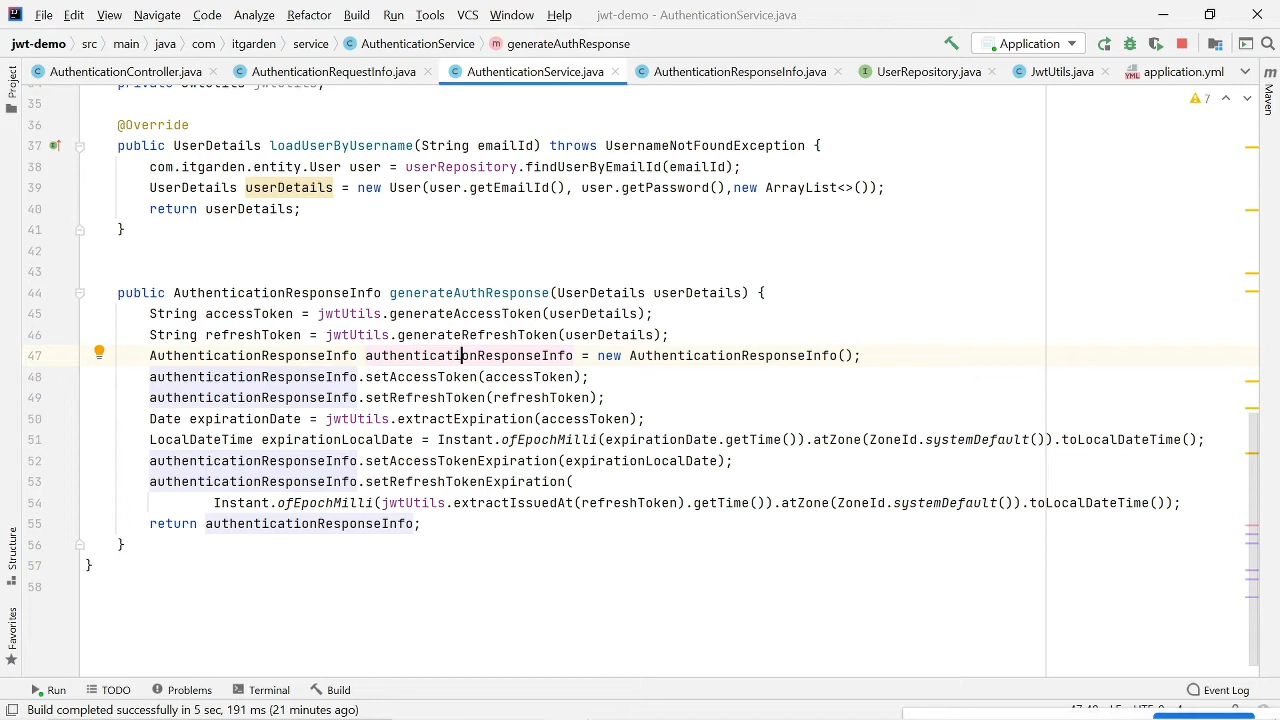 File Edit View Navigate Code Analyze Refactor Build Run Tools VCS Window Help jwt-demo - AuthenticationService.java
jwt-demo src main java com itgarden service AuthenticationService generateAuthResponse Application
AuthenticationController.java AuthenticationReqestInfo.java AuthenticationService.java AuthenticationResponseInfo.java UserRepository.java JwtUtils.java application.yml
Project
Maven
7
35
36 @Override
37 public UserDetails loadUserByUsername(String emailId) throws UsernameNotFoundException {
38 com.itgarden.entity.User user = userRepository.findUserByEmailId(emailId);
39 UserDetails userDetails = new User(user.getEmailId(), user.getPassword(),new ArrayList<>());
40 return userDetails;
41 }
42
43
44 public AuthenticationResponseInfo generateAuthResponse(UserDetails userDetails) {
45 String accessToken = jwtUtils.generateAccessToken(userDetails);
46 String refreshToken = jwtUtils.generateRefreshToken(userDetails);
47 AuthenticationResponseInfo authenticationResponseInfo = new AuthenticationResponseInfo();
48 authenticationResponseInfo.setAccessToken(accessToken);
49 authenticationResponseInfo.setRefreshToken(refreshToken);
50 Date expirationDate = jwtUtils.extractExpiration(accessToken);
51 LocalDateTime expirationLocalDate = Instant.ofEpochMilli(expirationDate.getTime()).atZone(ZoneId.systemDefault()).toLocalDateTime();
52 authenticationResponseInfo.setAccessTokenExpiration(expirationLocalDate);
53 authenticationResponseInfo.setRefreshTokenExpiration(
54 Instant.ofEpochMilli(jwtUtils.extractIssuedAt(refreshToken).getTime()).atZone(ZoneId.systemDefault()).toLocalDateTime());
55 return authenticationResponseInfo;
56 }
57 }
58
Structure
Favorites
Run TODO Problems Terminal Build Event Log
Build completed successfully in 5 sec, 191 ms (21 minutes ago)